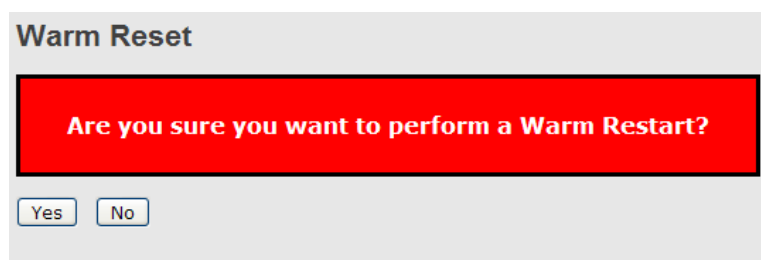 Warm Reset
Are you sure you want to perform a Warm Restart?
Yes No